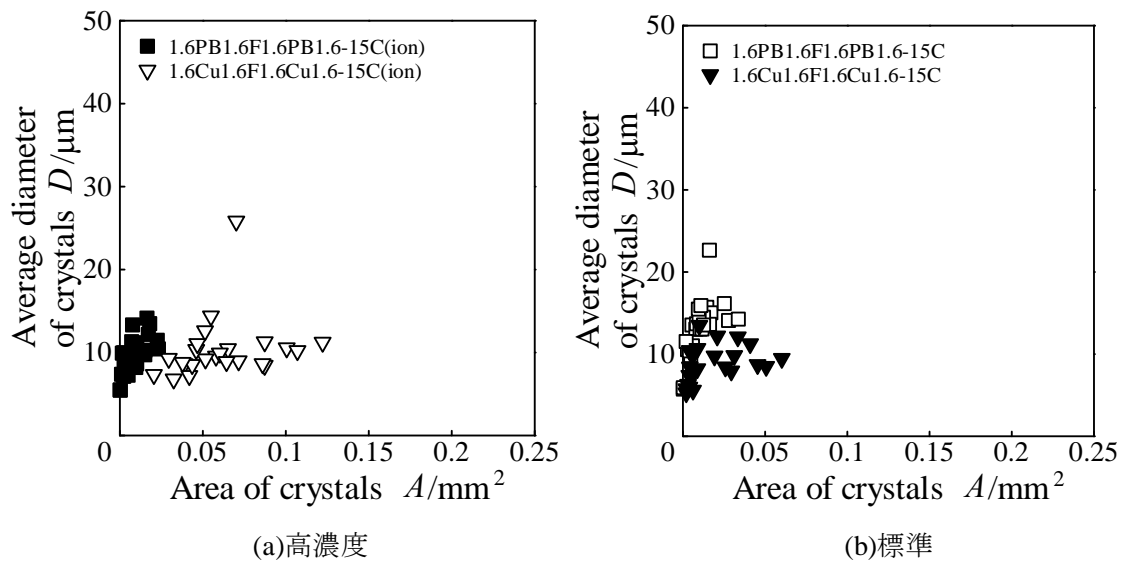 50
40
30
20
10
0
0.05
0.1
0.15
0.2
0.25
Average diameter
of crystals D/μm
Area of crystals A/mm²
1.6PB1.6F1.6PB1.6-15C(ion)
1.6Cu1.6F1.6Cu1.6-15C(ion)
(a)高濃度
50
40
30
20
10
0
0.05
0.1
0.15
0.2
0.25
Average diameter
of crystals D/μm
Area of crystals A/mm²
1.6PB1.6F1.6PB1.6-15C
1.6Cu1.6F1.6Cu1.6-15C
(b)標準